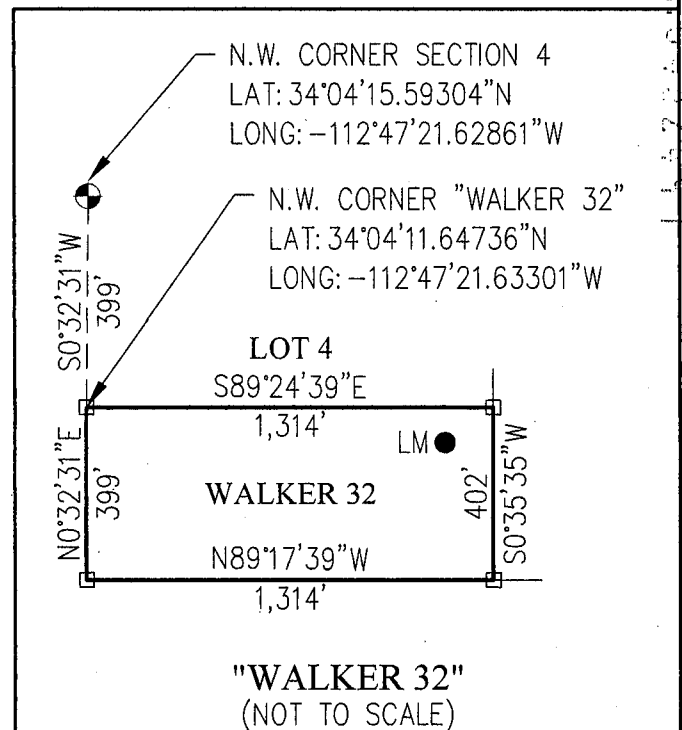 N.W. CORNER SECTION 4
LAT: 34°04'15.59304"N
LONG: -112°47'21.62861"W
N.W. CORNER "WALKER 32"
LAT: 34°04'11.64736"N
LONG: -112°47'21.63301"W
S0°32'31"W
399'
LOT 4
S89°24'39"E
1,314'
LM
N0°32'31"E
399'
WALKER 32
402'
S0°35'35"W
N89°17'39"W
1,314'
"WALKER 32"
(NOT TO SCALE)